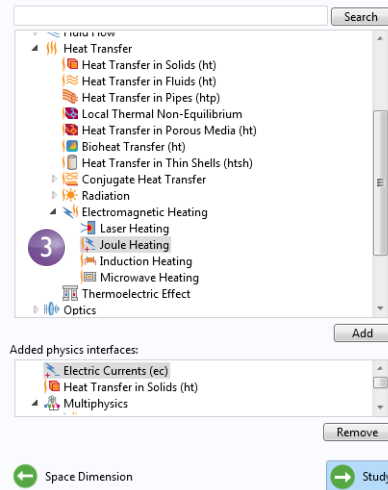 Search
Fluid Flow
Heat Transfer
Heat Transfer in Solids (ht)
Heat Transfer in Fluids (ht)
Heat Transfer in Pipes (htp)
Local Thermal Non-Equilibrium
Heat Transfer in Porous Media (ht)
Bioheat Transfer (ht)
Heat Transfer in Thin Shells (htsh)
Conjugate Heat Transfer
Radiation
Electromagnetic Heating
Laser Heating
3 Joule Heating
Induction Heating
Microwave Heating
Thermoelectric Effect
Optics
Add
Added physics interfaces:
Electric Currents (ec)
Heat Transfer in Solids (ht)
Multiphysics
Remove
Space Dimension
Study